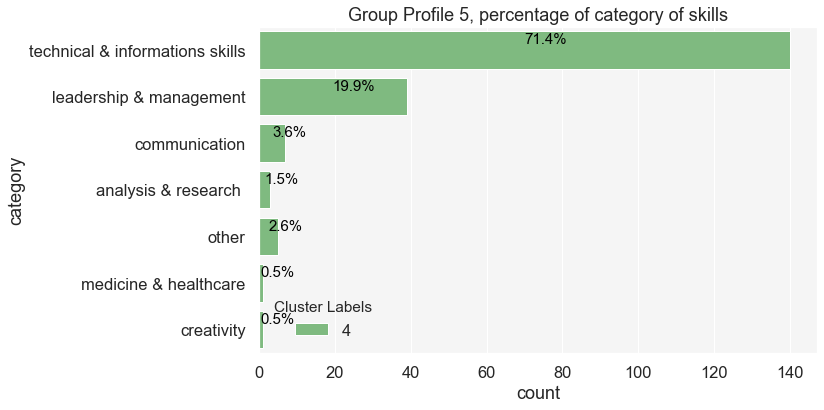 Group Profile 5, percentage of category of skills
category
technical & informations skills
71.4%
leadership & management
19.9%
communication
3.6%
analysis & research
1.5%
other
2.6%
medicine & healthcare
0.5%
creativity
0.5%
Cluster Labels
4
0 20 40 60 80 100 120 140
count